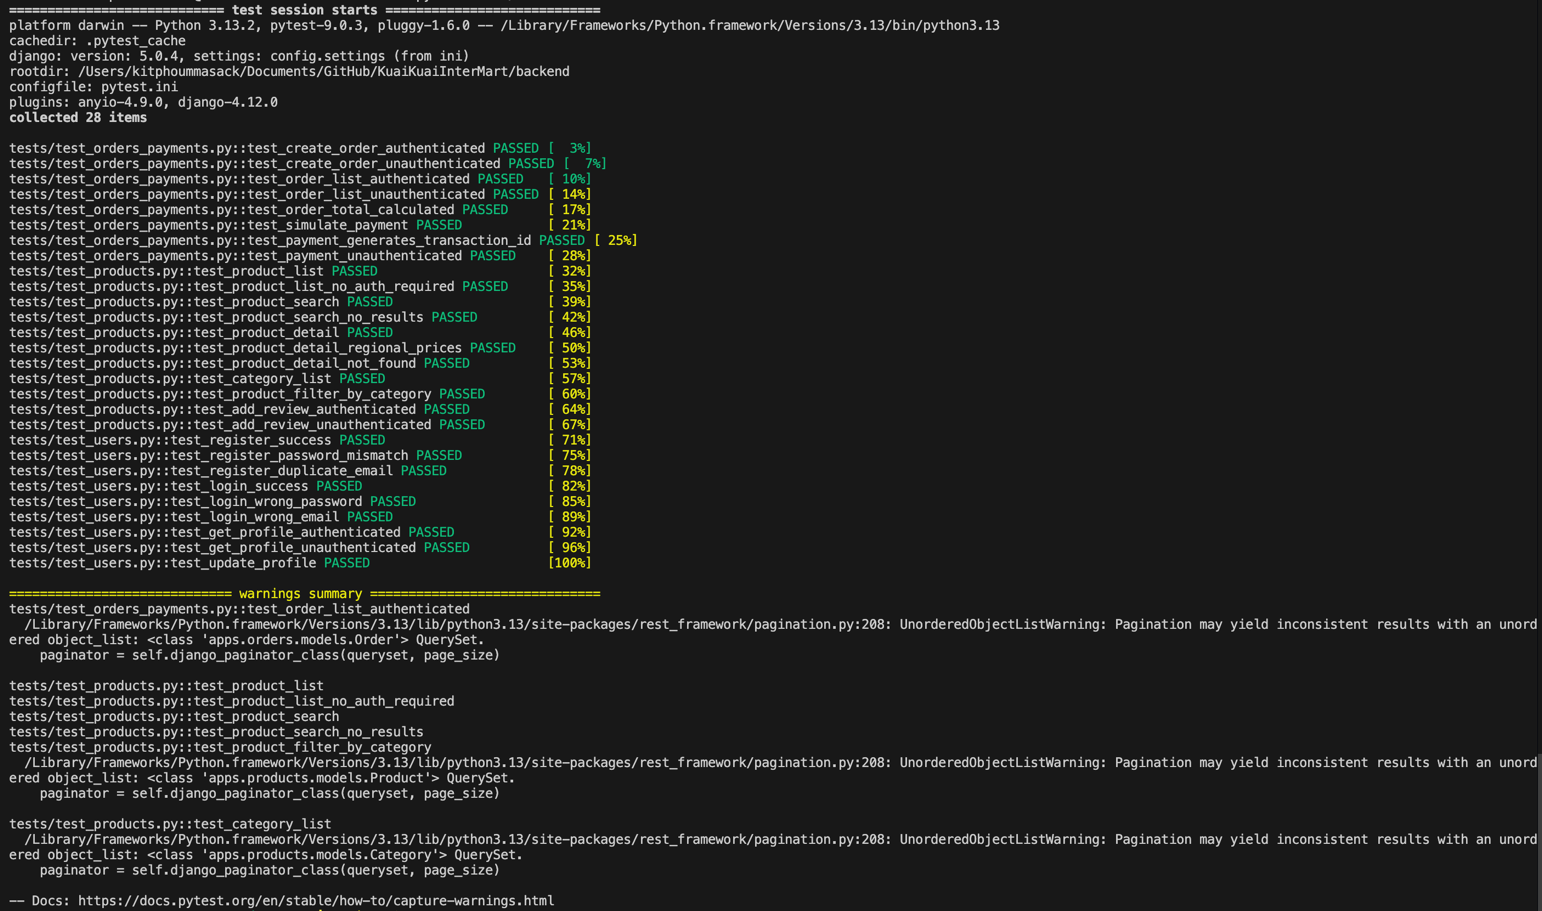 ============================ test session starts ============================
platform darwin -- Python 3.13.2, pytest-9.0.3, pluggy-1.6.0 -- /Library/Frameworks/Python.framework/Versions/3.13/bin/python3.13
cachedir: .pytest_cache
django: version: 5.0.4, settings: config.settings (from ini)
rootdir: /Users/kitphoummasack/Documents/GitHub/KuaiKuaiInterMart/backend
configfile: pytest.ini
plugins: anyio-4.9.0, django-4.12.0
collected 28 items
tests/test_orders_payments.py::test_create_order_authenticated PASSED [  3%]
tests/test_orders_payments.py::test_create_order_unauthenticated PASSED [  7%]
tests/test_orders_payments.py::test_order_list_authenticated PASSED   [ 10%]
tests/test_orders_payments.py::test_order_list_unauthenticated PASSED [ 14%]
tests/test_orders_payments.py::test_order_total_calculated PASSED     [ 17%]
tests/test_orders_payments.py::test_simulate_payment PASSED           [ 21%]
tests/test_orders_payments.py::test_payment_generates_transaction_id PASSED [ 25%]
tests/test_orders_payments.py::test_payment_unauthenticated PASSED    [ 28%]
tests/test_products.py::test_product_list PASSED                      [ 32%]
tests/test_products.py::test_product_list_no_auth_required PASSED     [ 35%]
tests/test_products.py::test_product_search PASSED                    [ 39%]
tests/test_products.py::test_product_search_no_results PASSED         [ 42%]
tests/test_products.py::test_product_detail PASSED                    [ 46%]
tests/test_products.py::test_product_detail_regional_prices PASSED    [ 50%]
tests/test_products.py::test_product_detail_not_found PASSED          [ 53%]
tests/test_products.py::test_category_list PASSED                     [ 57%]
tests/test_products.py::test_product_filter_by_category PASSED        [ 60%]
tests/test_products.py::test_add_review_authenticated PASSED          [ 64%]
tests/test_products.py::test_add_review_unauthenticated PASSED        [ 67%]
tests/test_users.py::test_register_success PASSED                     [ 71%]
tests/test_users.py::test_register_password_mismatch PASSED           [ 75%]
tests/test_users.py::test_register_duplicate_email PASSED             [ 78%]
tests/test_users.py::test_login_success PASSED                        [ 82%]
tests/test_users.py::test_login_wrong_password PASSED                 [ 85%]
tests/test_users.py::test_login_wrong_email PASSED                    [ 89%]
tests/test_users.py::test_get_profile_authenticated PASSED            [ 92%]
tests/test_users.py::test_get_profile_unauthenticated PASSED          [ 96%]
tests/test_users.py::test_update_profile PASSED                       [100%]
============================= warnings summary ==============================
tests/test_orders_payments.py::test_order_list_authenticated
  /Library/Frameworks/Python.framework/Versions/3.13/lib/python3.13/site-packages/rest_framework/pagination.py:208: UnorderedObjectListWarning: Pagination may yield inconsistent results with an unord
ered object_list: <class 'apps.orders.models.Order'> QuerySet.
    paginator = self.django_paginator_class(queryset, page_size)
tests/test_products.py::test_product_list
tests/test_products.py::test_product_list_no_auth_required
tests/test_products.py::test_product_search
tests/test_products.py::test_product_search_no_results
tests/test_products.py::test_product_filter_by_category
  /Library/Frameworks/Python.framework/Versions/3.13/lib/python3.13/site-packages/rest_framework/pagination.py:208: UnorderedObjectListWarning: Pagination may yield inconsistent results with an unord
ered object_list: <class 'apps.products.models.Product'> QuerySet.
    paginator = self.django_paginator_class(queryset, page_size)
tests/test_products.py::test_category_list
  /Library/Frameworks/Python.framework/Versions/3.13/lib/python3.13/site-packages/rest_framework/pagination.py:208: UnorderedObjectListWarning: Pagination may yield inconsistent results with an unord
ered object_list: <class 'apps.products.models.Category'> QuerySet.
    paginator = self.django_paginator_class(queryset, page_size)
-- Docs: https://docs.pytest.org/en/stable/how-to/capture-warnings.html